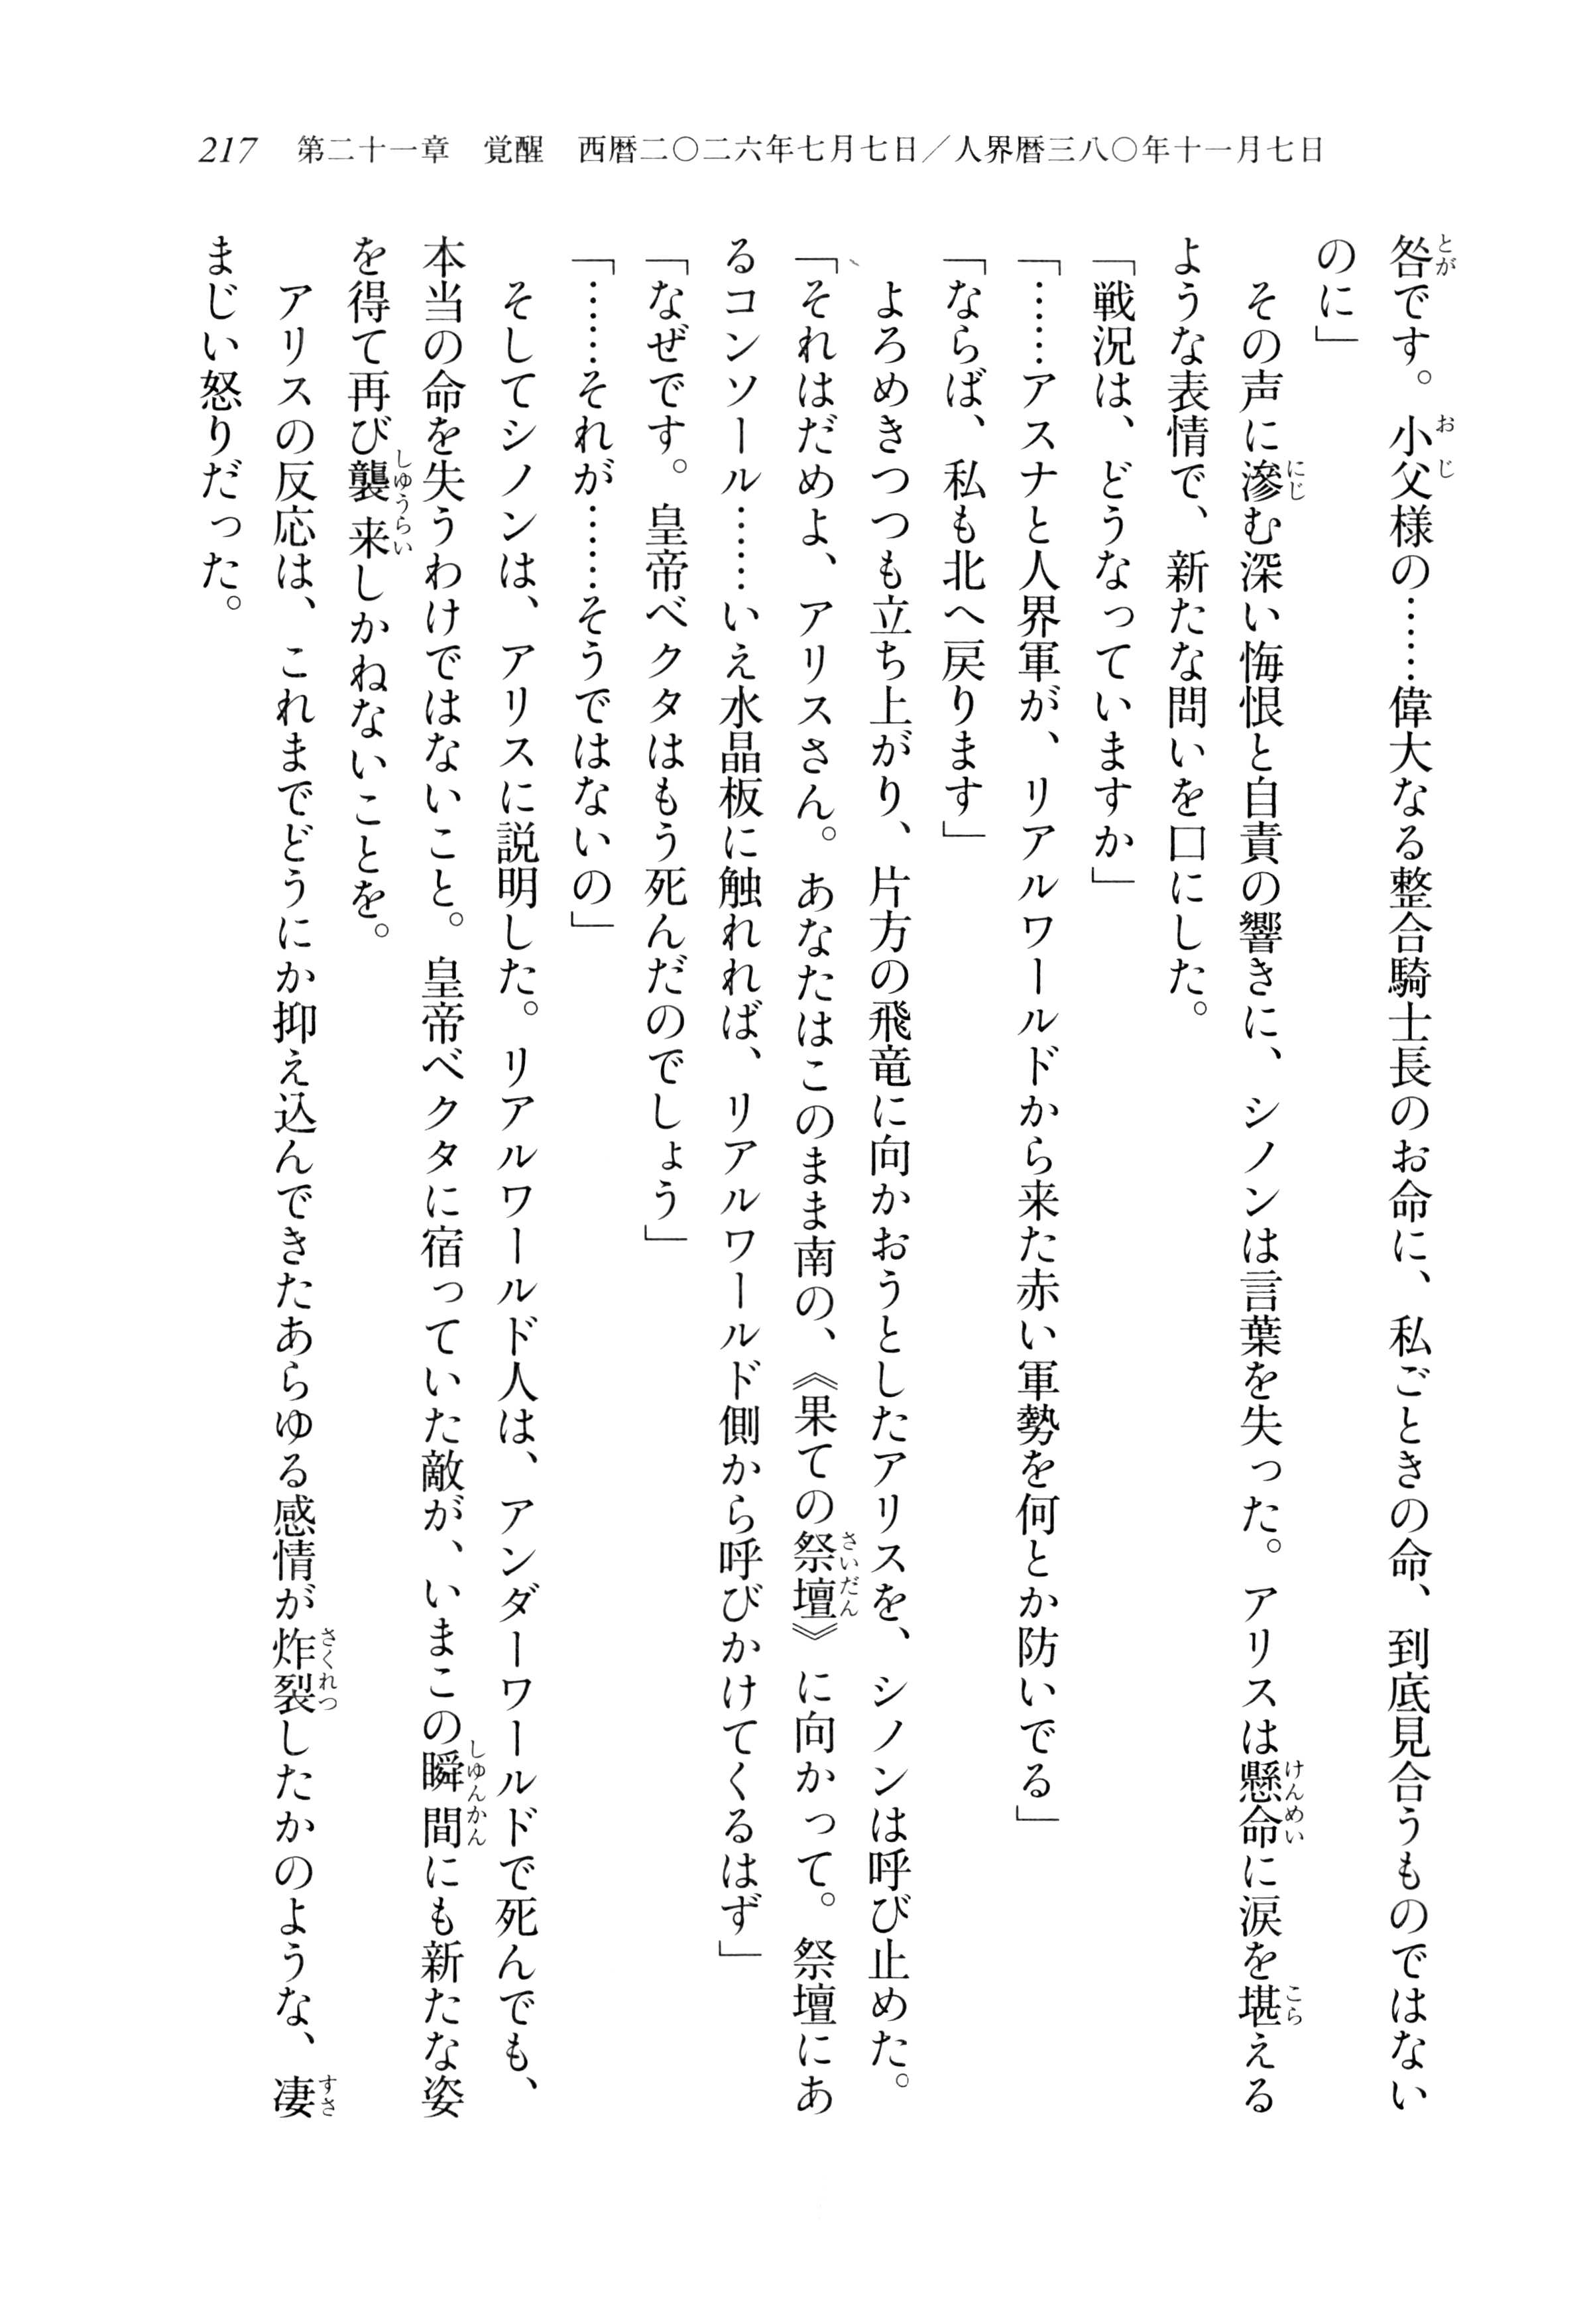 217　第二十一章　覚醒　西暦二〇二六年七月七日／人界暦三八〇年十一月七日
咎です。小父様の……偉大なる整合騎士長のお命に、私ごときの命、到底見合うものではない
のに」
　その声に滲む深い悔恨と自責の響きに、シノンは言葉を失った。アリスは懸命に涙を堪える
ような表情で、新たな問いを口にした。
「戦況は、どうなっていますか」
「……アスナと人界軍が、リアルワールドから来た赤い軍勢を何とか防いでる」
「ならば、私も北へ戻ります」
　よろめきつつも立ち上がり、片方の飛竜に向かおうとしたアリスを、シノンは呼び止めた。
「それはだめよ、アリスさん。あなたはこのまま南の、《果ての祭壇》に向かって。祭壇にあ
るコンソール……いえ水晶板に触れれば、リアルワールド側から呼びかけてくるはず」
「なぜです。皇帝ベクタはもう死んだのでしょう」
「……それが……そうではないの」
　そしてシノンは、アリスに説明した。リアルワールド人は、アンダーワールドで死んでも、
本当の命を失うわけではないこと。皇帝ベクタに宿っていた敵が、いまこの瞬間にも新たな姿
を得て再び襲来しかねないことを。
　アリスの反応は、これまでどうにか抑え込んできたあらゆる感情が炸裂したかのような、凄
まじい怒りだった。